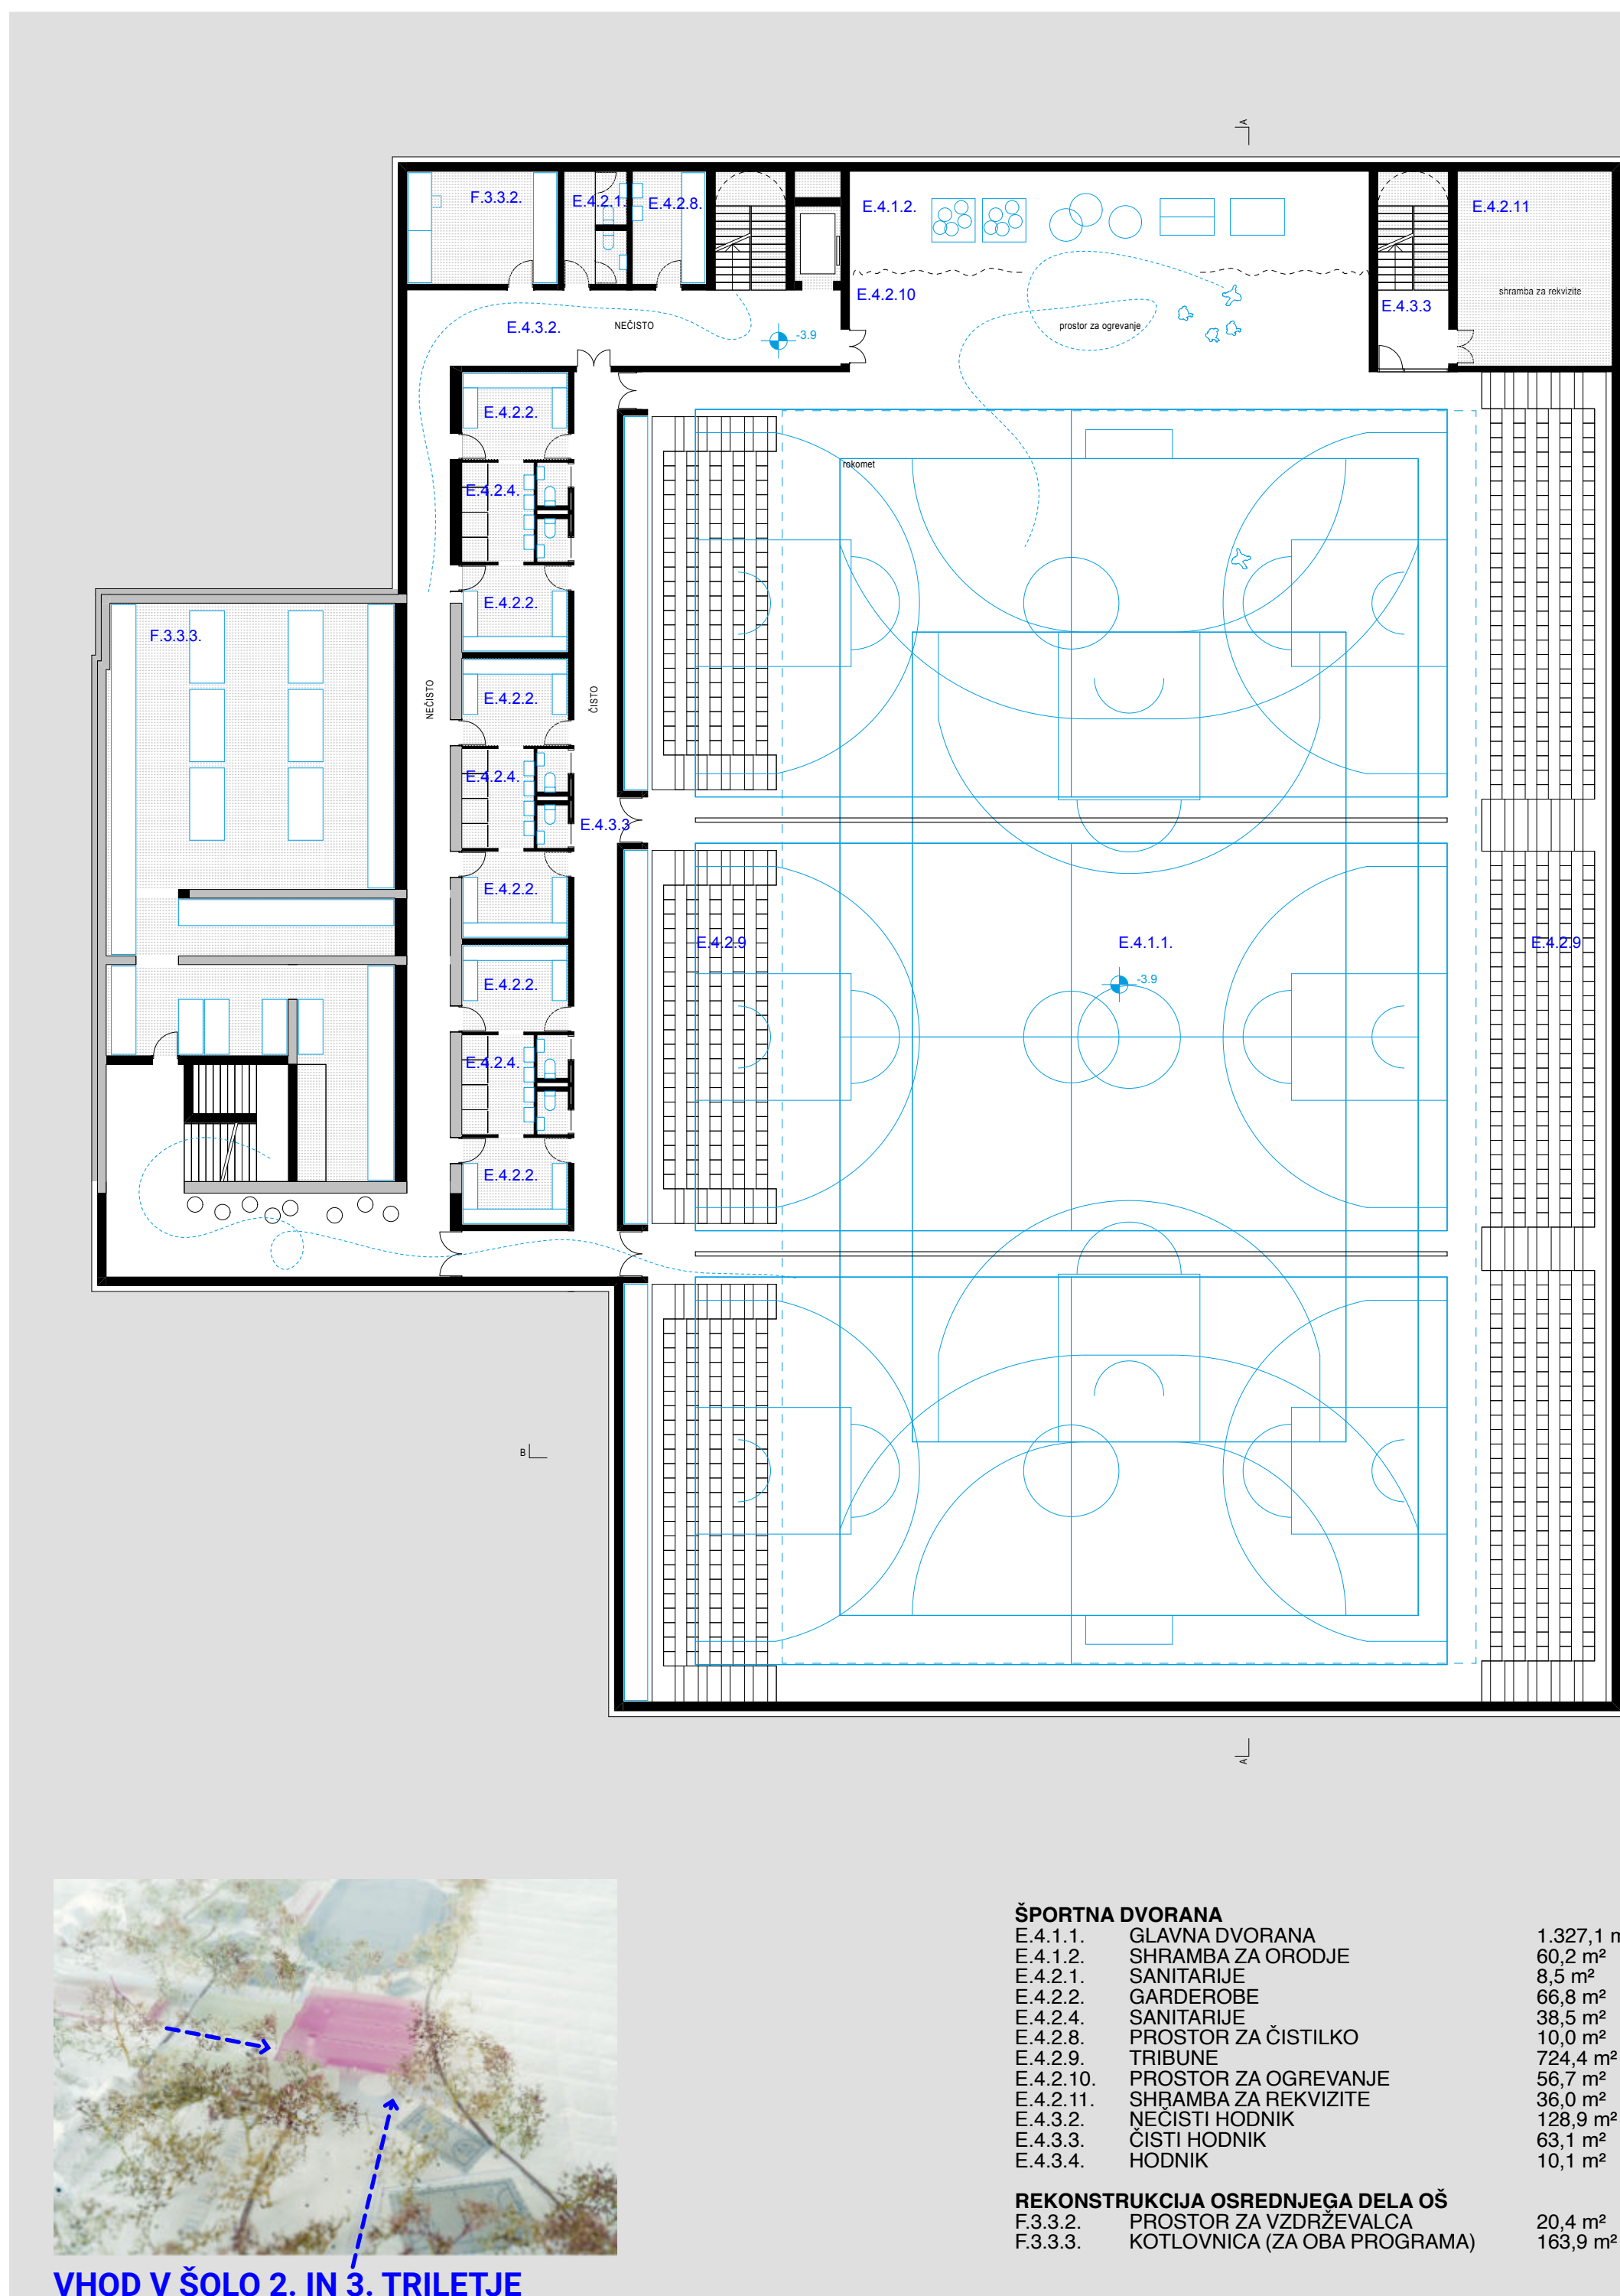 A
F.3.3.2.
E.4.2.1.
E.4.2.8.
E.4.1.2.
E.4.2.11
E.4.2.10
shramba za rekvizite
E.4.3.3
E.4.3.2.
NEČISTO
-3.9
prostor za ogrevanje
E.4.2.2.
rokomet
E.4.2.4.
E.4.2.2.
F.3.3.3.
NEČISTO
ČISTO
E.4.2.2.
E.4.2.4.
E.4.3.3
E.4.2.2.
E.4.2.9
E.4.1.1.
E.4.2.9
E.4.2.2.
-3.9
E.4.2.4.
E.4.2.2.
B
A
ŠPORTNA DVORANA
E.4.1.1. GLAVNA DVORANA 1.327,1 m
E.4.1.2. SHRAMBA ZA ORODJE 60,2 m²
E.4.2.1. SANITARIJE 8,5 m²
E.4.2.2. GARDEROBE 66,8 m²
E.4.2.4. SANITARIJE 38,5 m²
E.4.2.8. PROSTOR ZA ČISTILKO 10,0 m²
E.4.2.9. TRIBUNE 724,4 m²
E.4.2.10. PROSTOR ZA OGREVANJE 56,7 m²
E.4.2.11. SHRAMBA ZA REKVIZITE 36,0 m²
E.4.3.2. NEČISTI HODNIK 128,9 m²
E.4.3.3. ČISTI HODNIK 63,1 m²
E.4.3.4. HODNIK 10,1 m²
REKONSTRUKCIJA OSREDNJEGA DELA OŠ
F.3.3.2. PROSTOR ZA VZDRŽEVALCA 20,4 m²
F.3.3.3. KOTLOVNICA (ZA OBA PROGRAMA) 163,9 m²
VHOD V ŠOLO 2. IN 3. TRILETJE